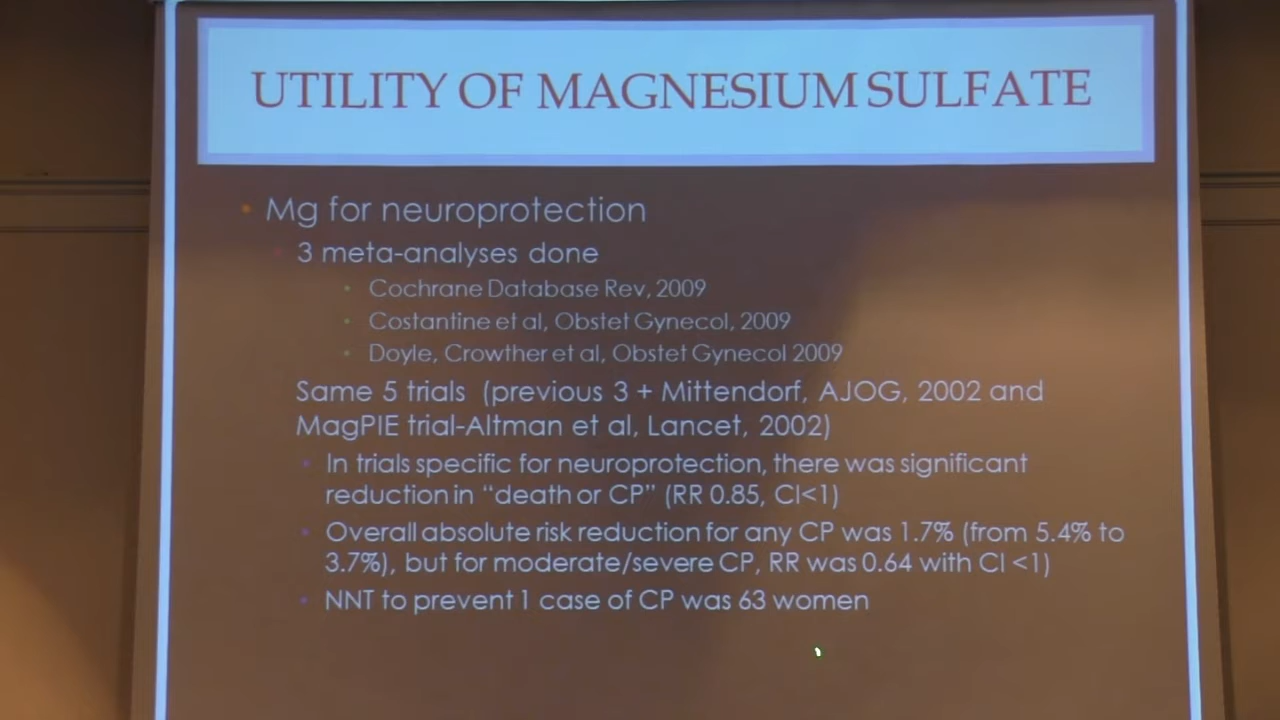 UTILITY OF MAGNESIUM SULFATE
Mg for neuroprotection
3 meta-analyses done
Cochrane Database Rev, 2009
Costantine et al, Obstet Gynecol, 2009
Doyle, Crowther et al, Obstet Gynecol 2009
Same 5 trials (previous 3 + Mittendorf, AJOG, 2002 and
MagPIE trial-Altman et al, Lancet, 2002)
In trials specific for neuroprotection, there was significant
reduction in “death or CP” (RR 0.85, CI<1)
Overall absolute risk reduction for any CP was 1.7% (from 5.4% to
3.7%), but for moderate/severe CP, RR was 0.64 with CI <1)
NNT to prevent 1 case of CP was 63 women